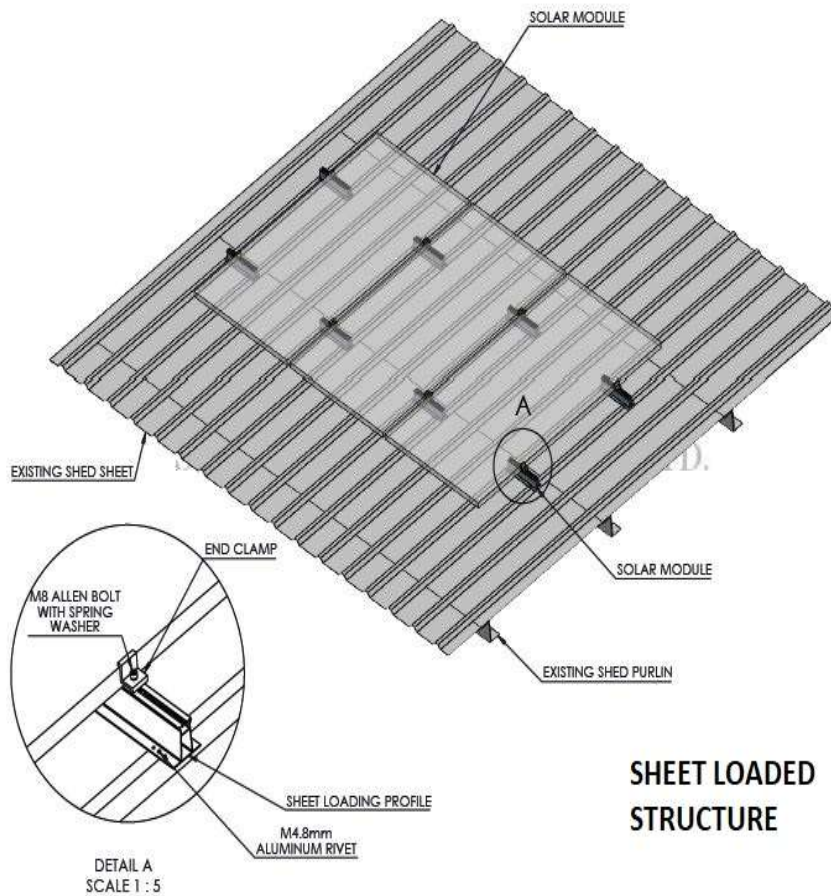 SOLAR MODULE
A
EXISTING SHED SHEET
TD.
END CLAMP
SOLAR MODULE
M8 ALLEN BOLT
WITH SPRING
WASHER
EXISTING SHED PURLIN
SHEET LOADING PROFILE
M4.8mm
ALUMINUM RIVET
DETAIL A
SCALE 1 : 5
SHEET LOADED
STRUCTURE